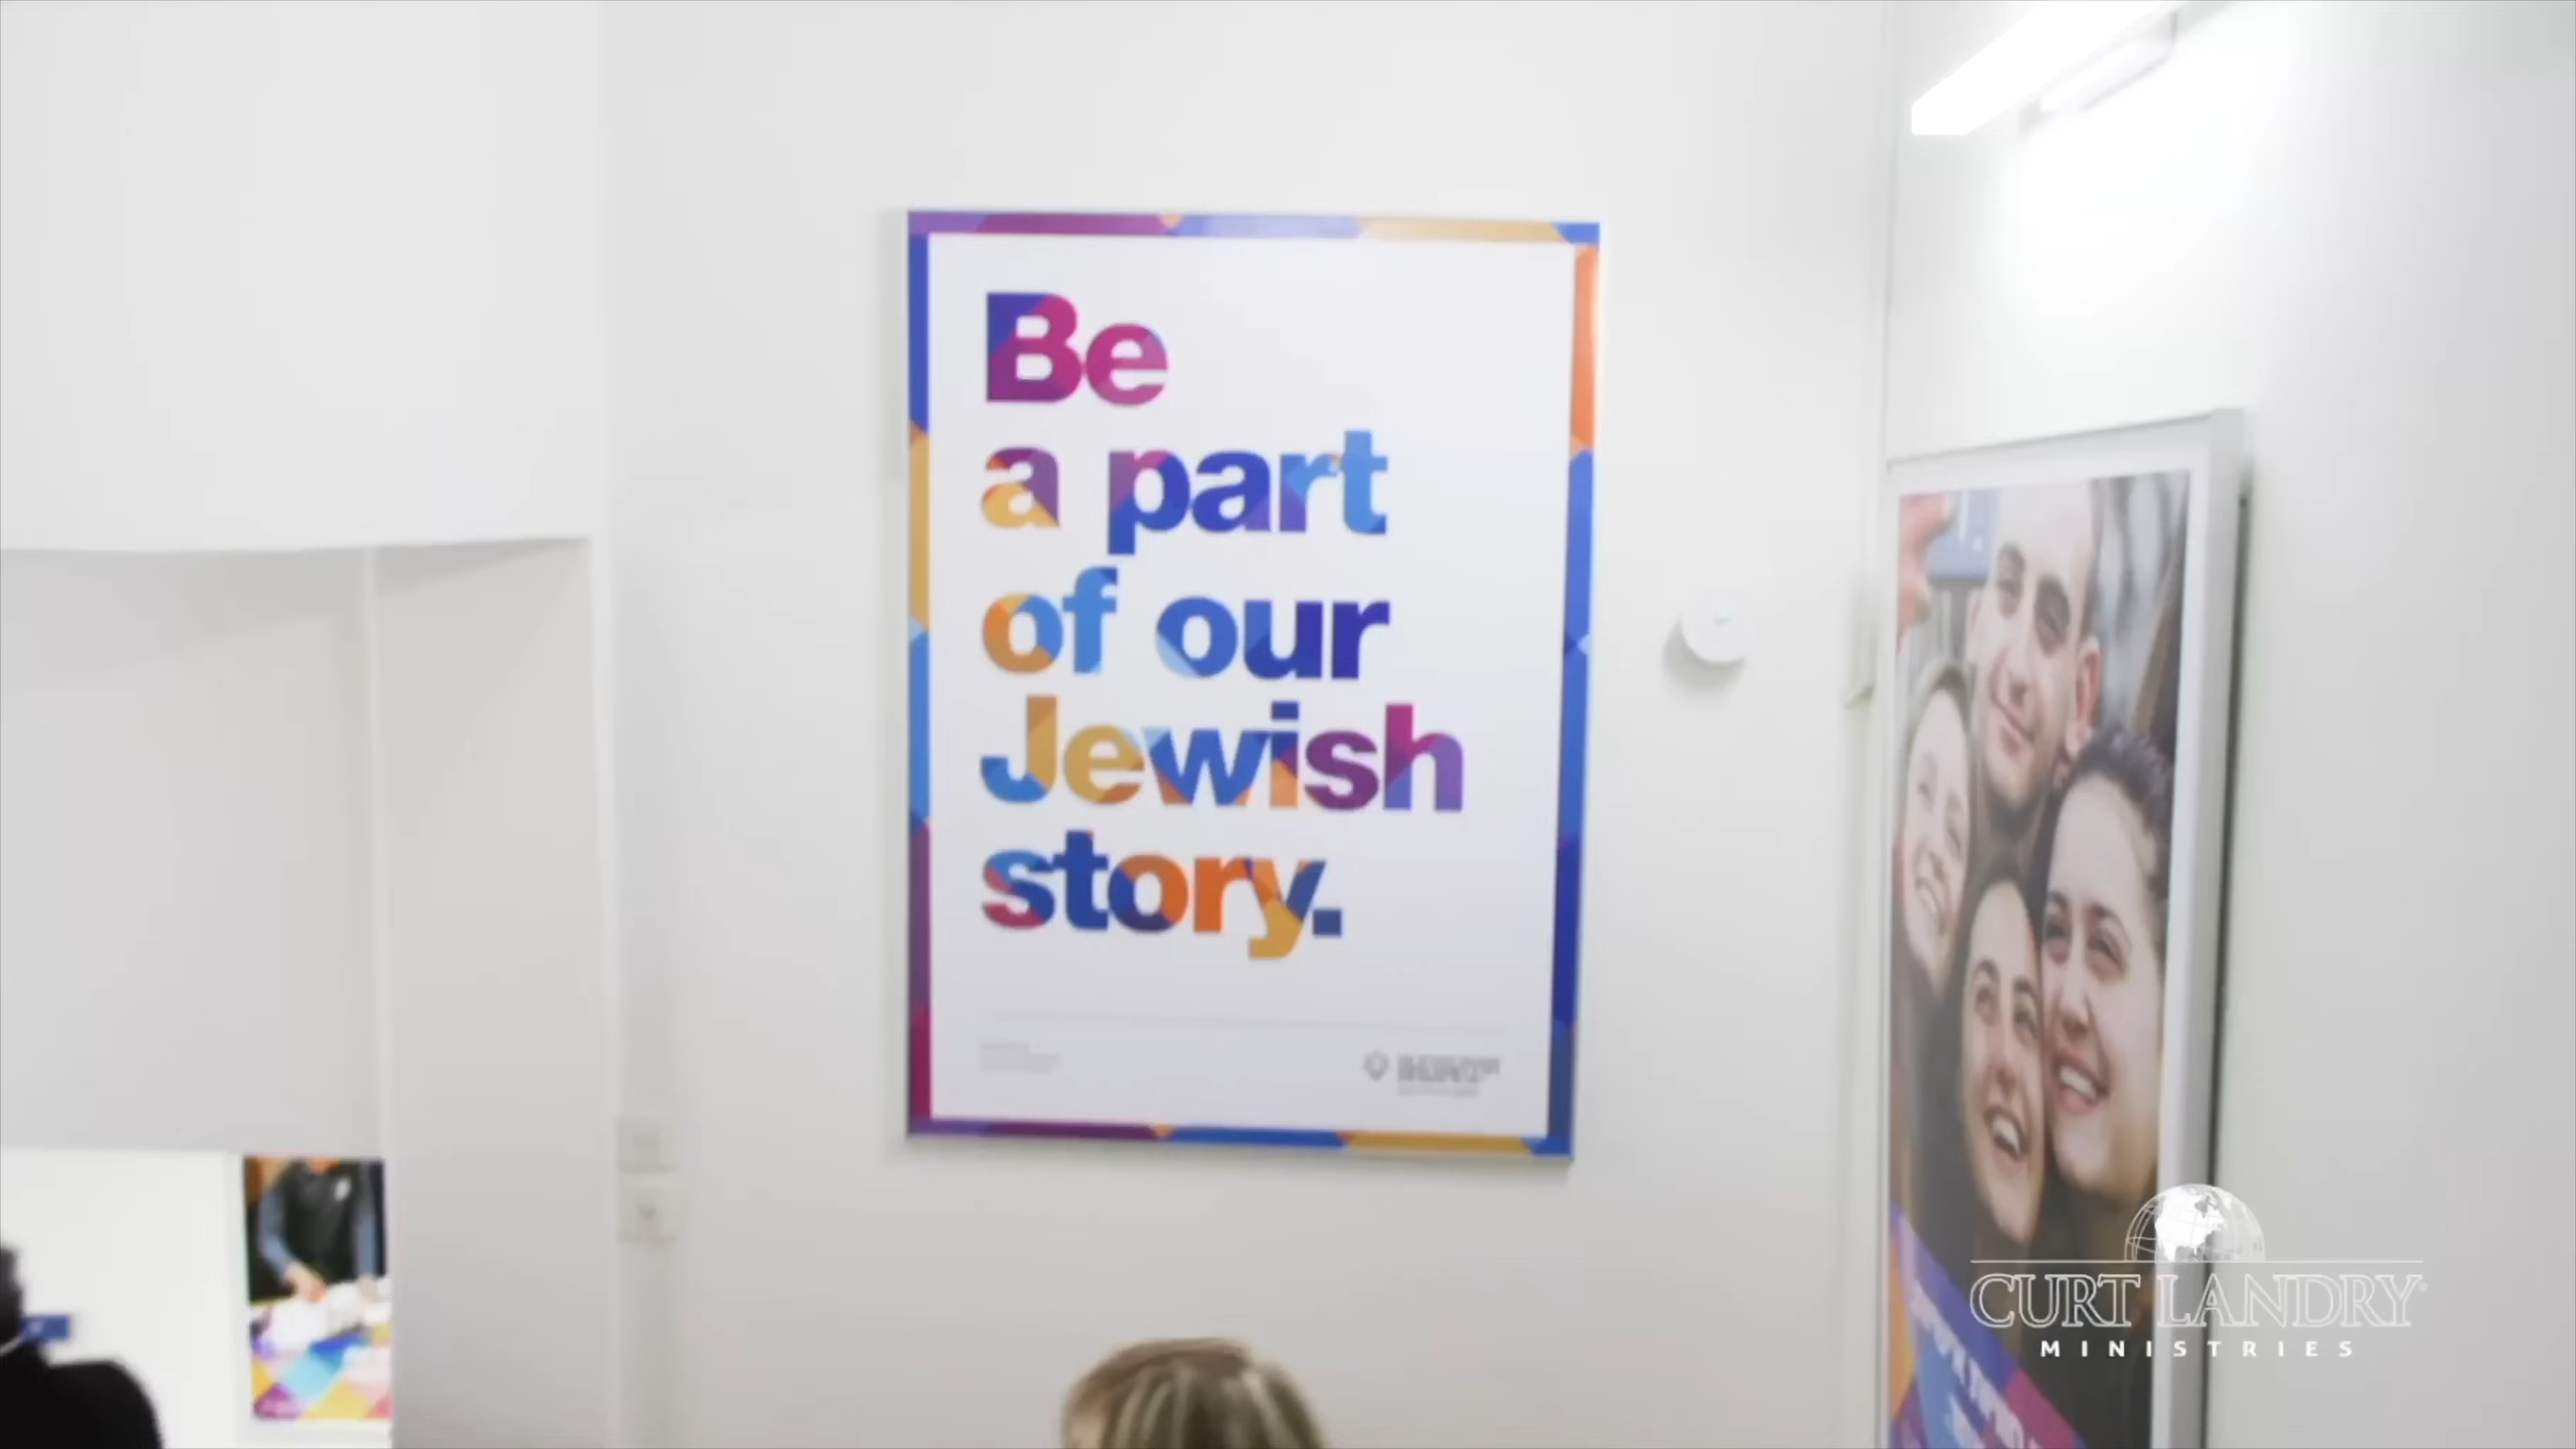 Be
a part
of our
Jewish
story.
CURT LANDRY
MINISTRIES